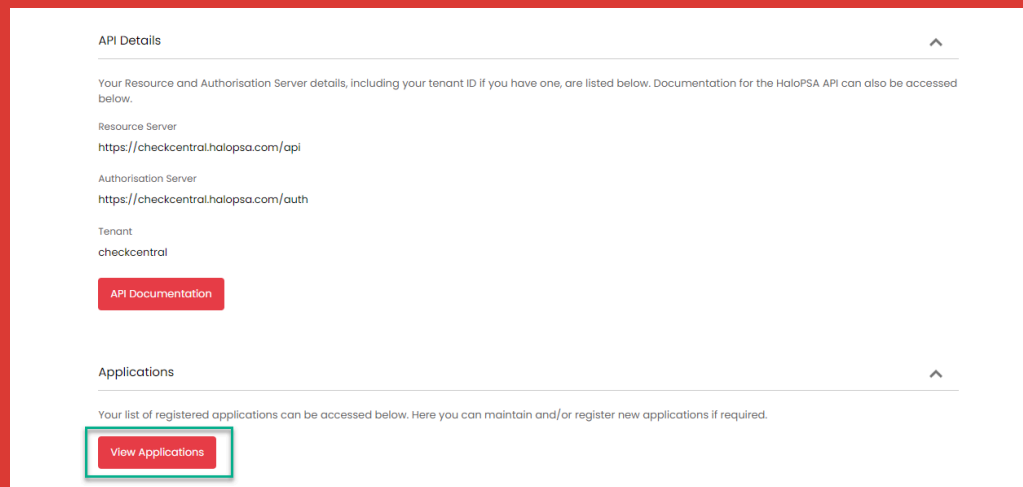 API Details
Your Resource and Authorisation Server details, including your tenant ID if you have one, are listed below. Documentation for the HaloPSA API can also be accessed
below.
Resource Server
https://checkcentral.halopsa.com/api
Authorisation Server
https://checkcentral.halopsa.com/auth
Tenant
checkcentral
API Documentation
Applications
Your list of registered applications can be accessed below. Here you can maintain and/or register new applications if required.
View Applications